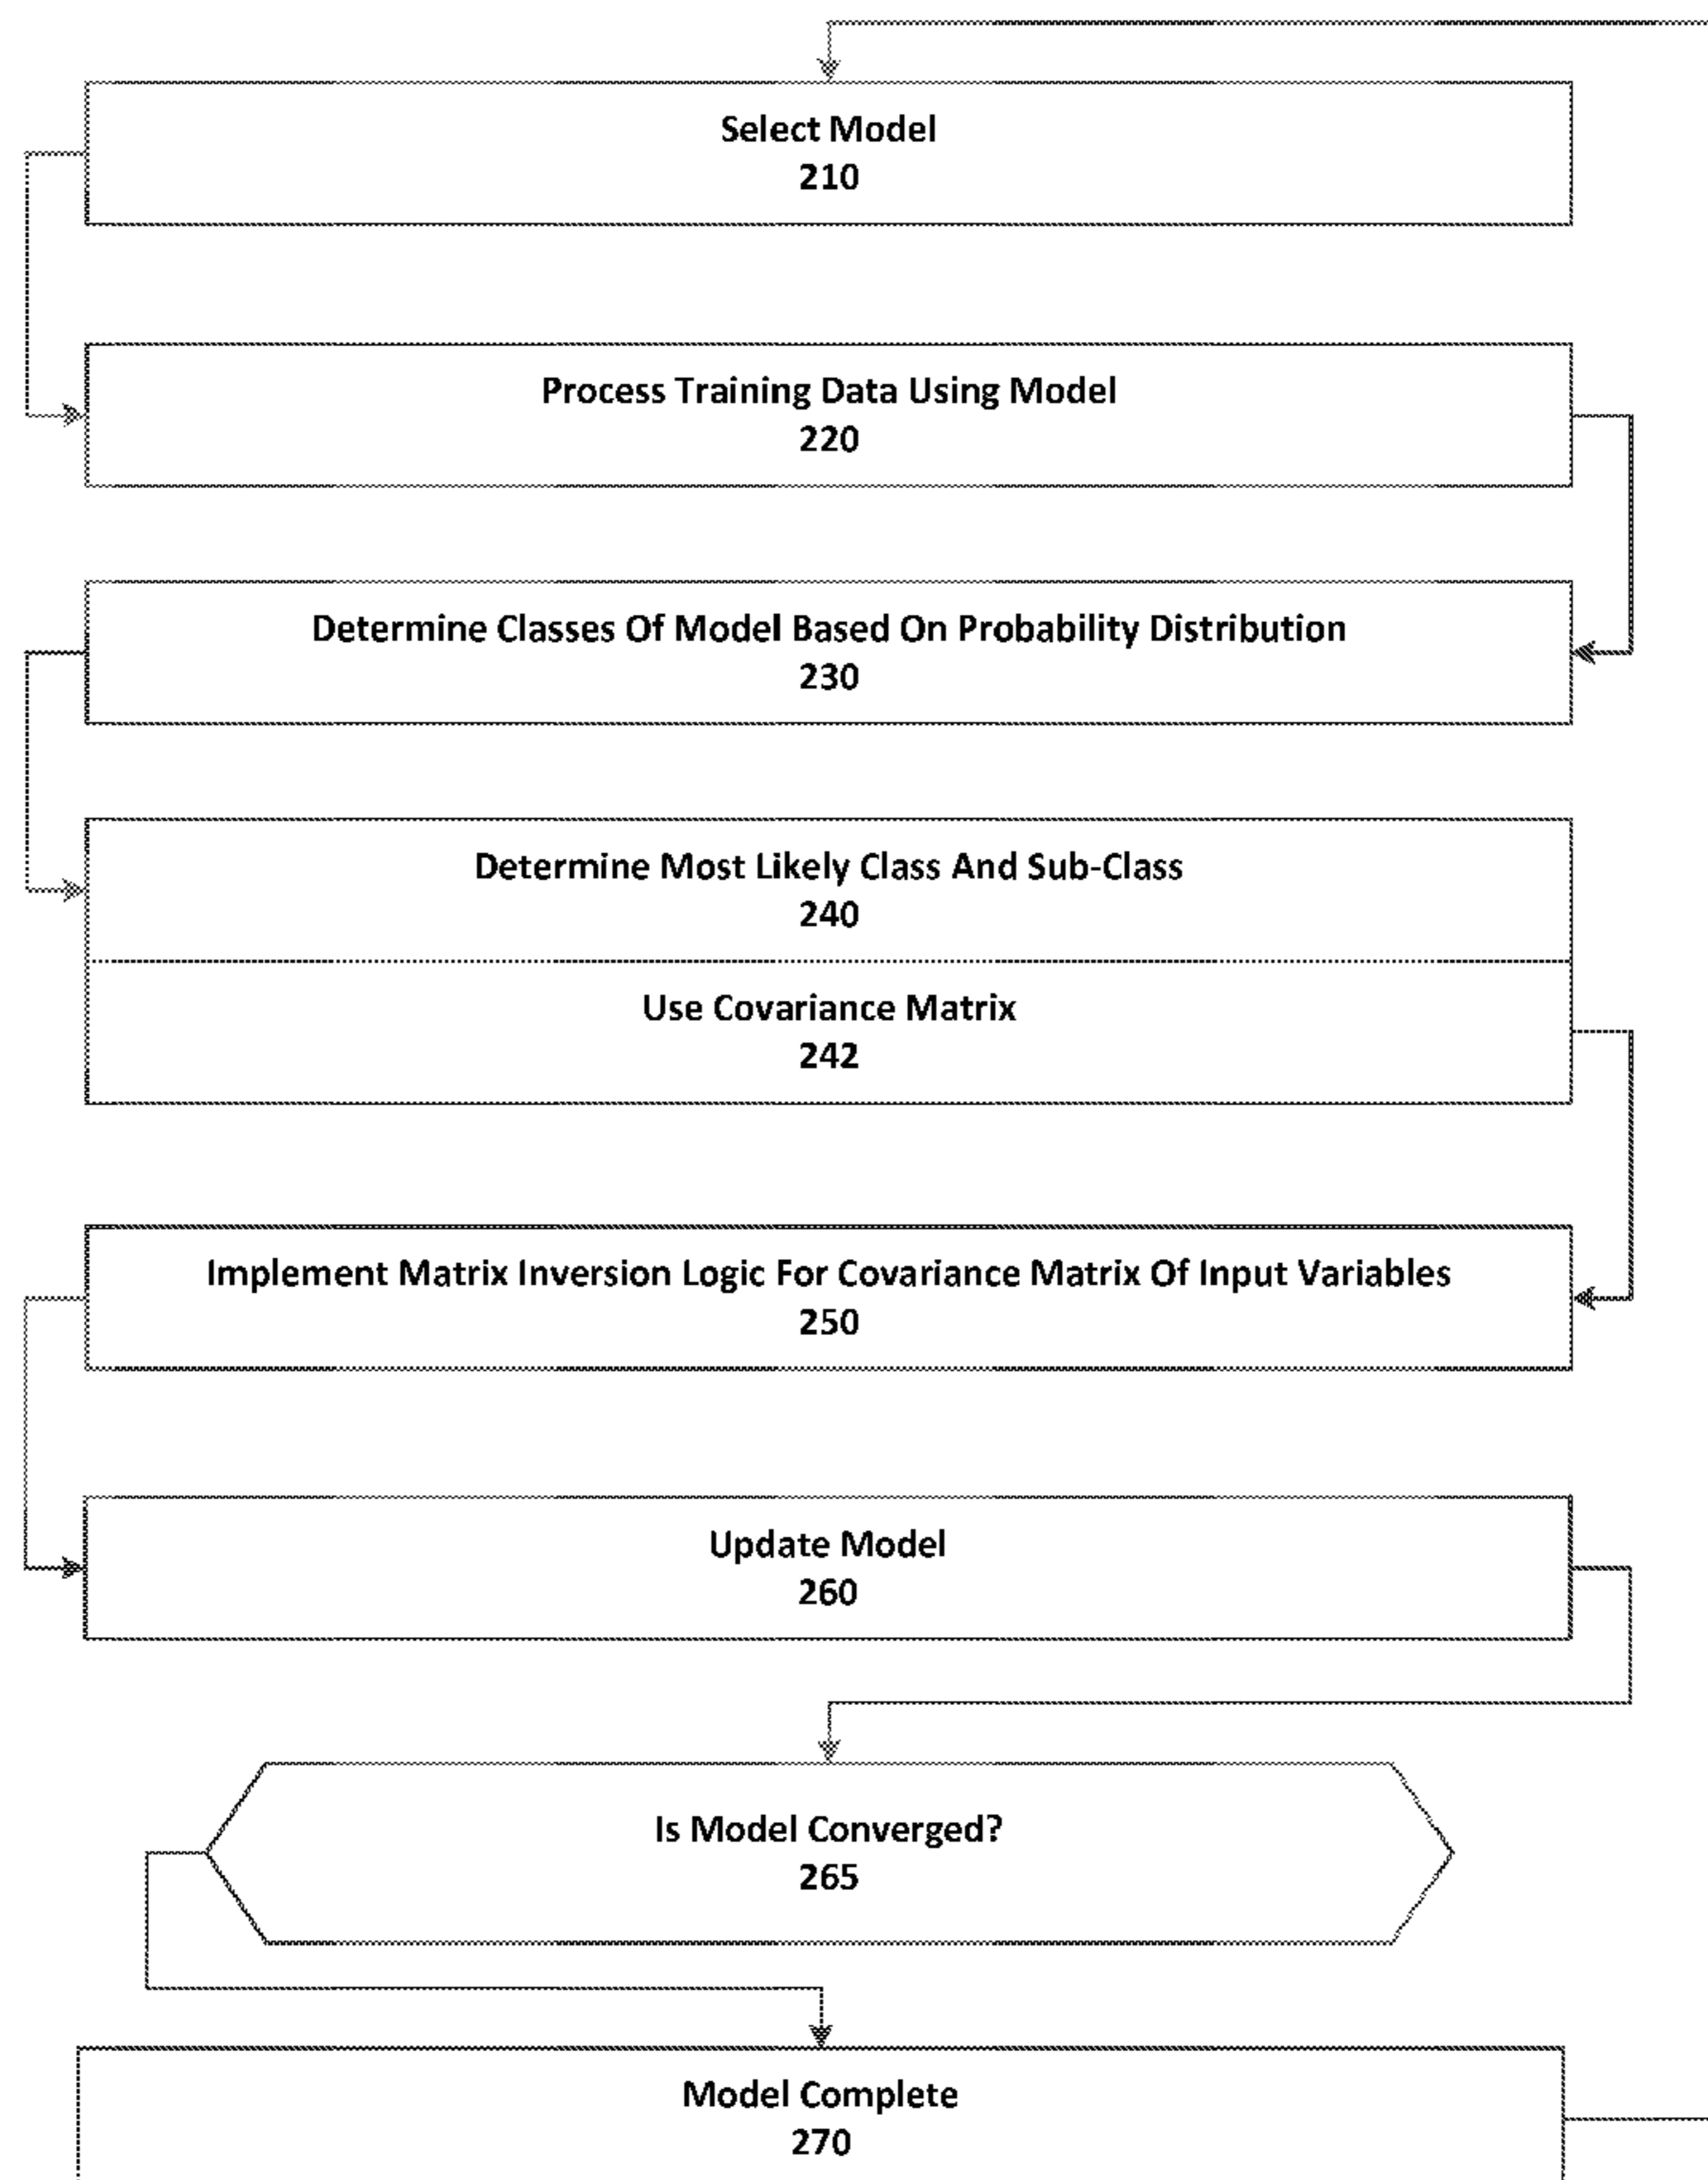 Select Model
210
Process Training Data Using Model
220
Determine Classes Of Model Based On Probability Distribution
230
Determine Most Likely Class And Sub-Class
240
Use Covariance Matrix
242
Implement Matrix Inversion Logic For Covariance Matrix Of Input Variables
250
Update Model
260
Is Model Converged?
265
Model Complete
270